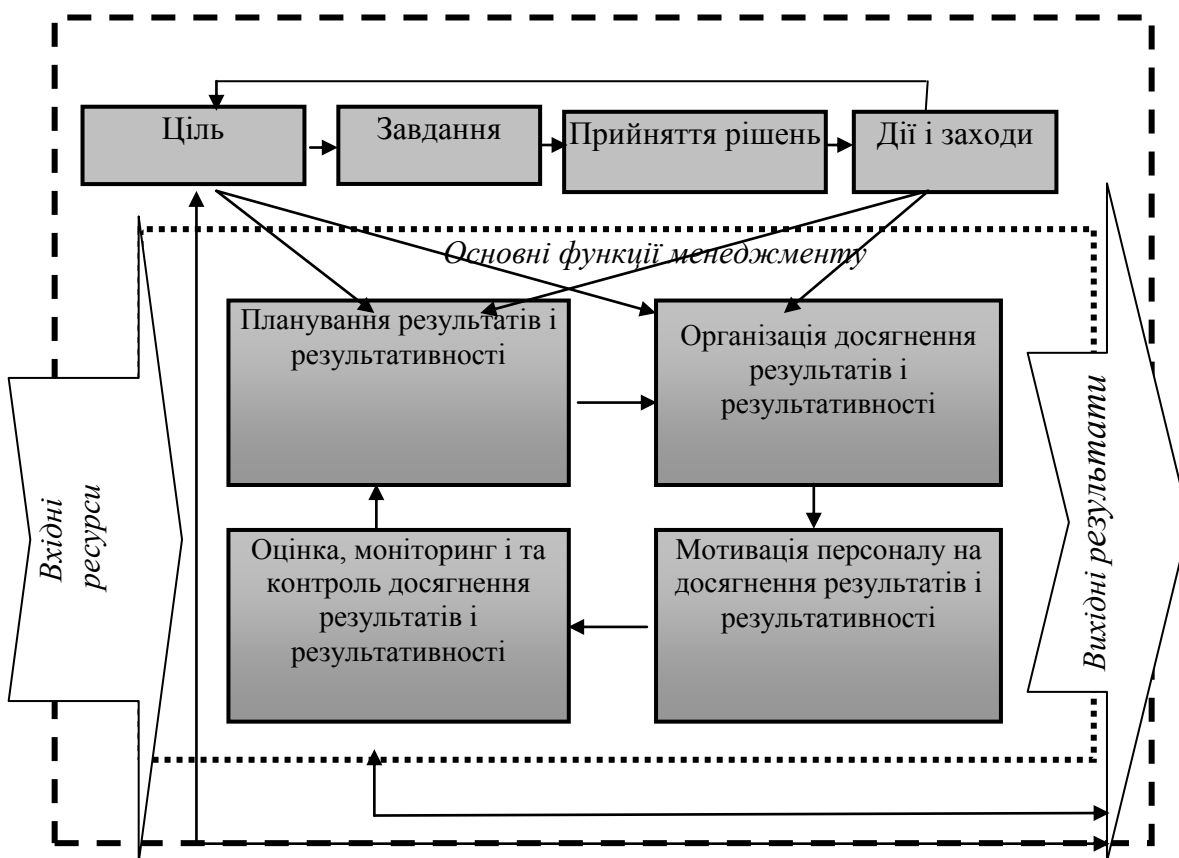 Ціль
Завдання
Прийняття рішень
Дії і заходи
Основні функції менеджменту
Планування результатів і
результативності
Організація досягнення
результатів і
результативності
Вхідні
ресурси
Вихідні результати
Оцінка, моніторинг і та
контроль досягнення
результатів і
результативності
Мотивація персоналу на
досягнення результатів і
результативності